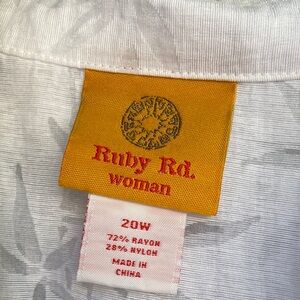 Ruby Rd.
woman
20W
72% RAYON
28% NYLON
MADE IN
CHINA